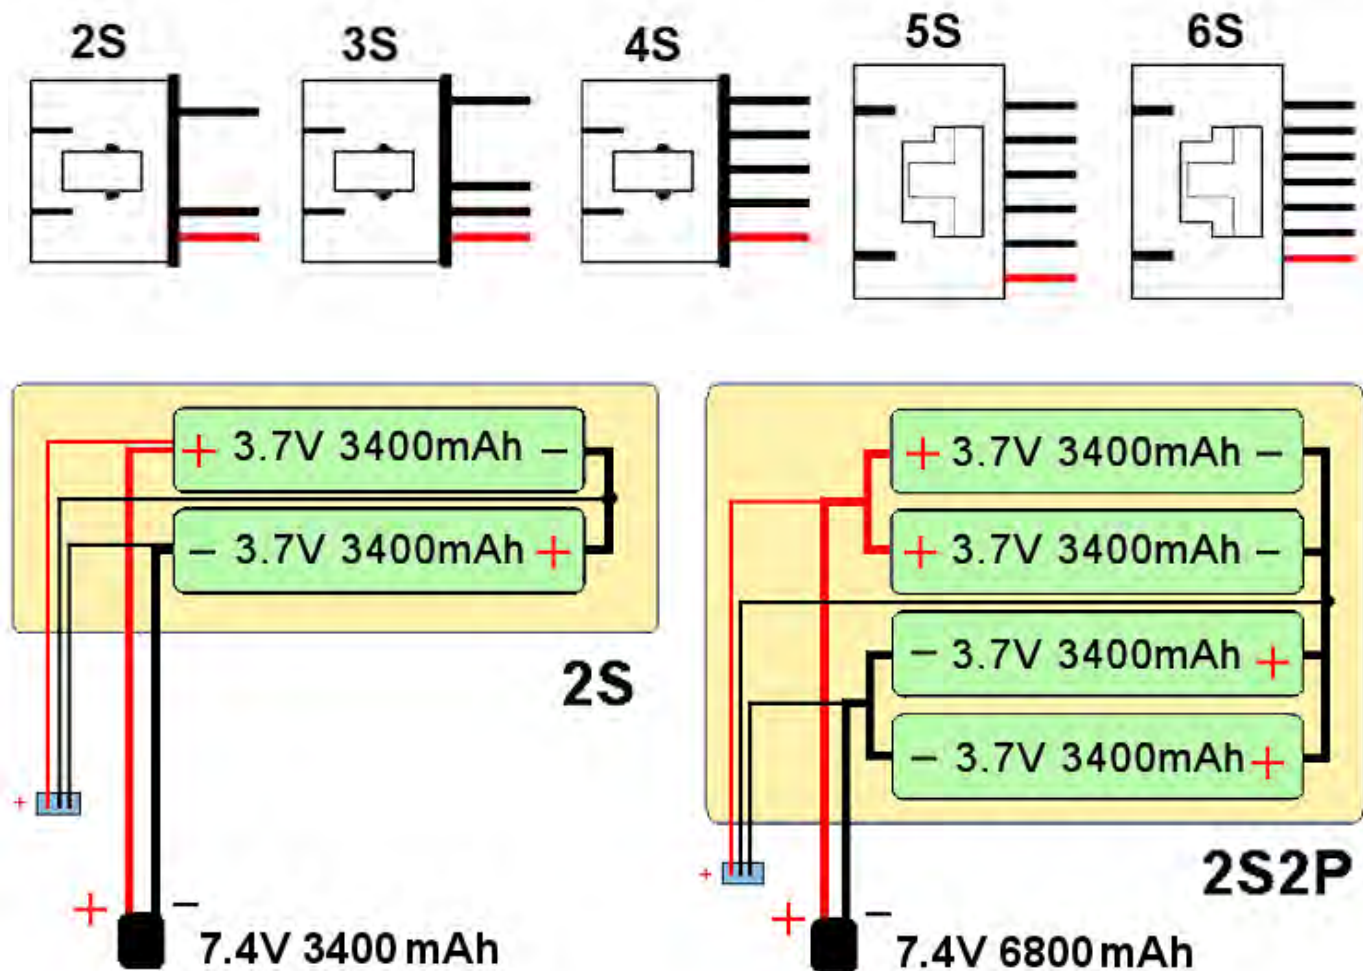 2S 3S 4S 5S 6S
+ 3.7V 3400mAh −
− 3.7V 3400mAh +
2S
+
+ −
7.4V 3400 mAh
+ 3.7V 3400mAh −
+ 3.7V 3400mAh −
− 3.7V 3400mAh +
− 3.7V 3400mAh +
2S2P
+
+ −
7.4V 6800 mAh